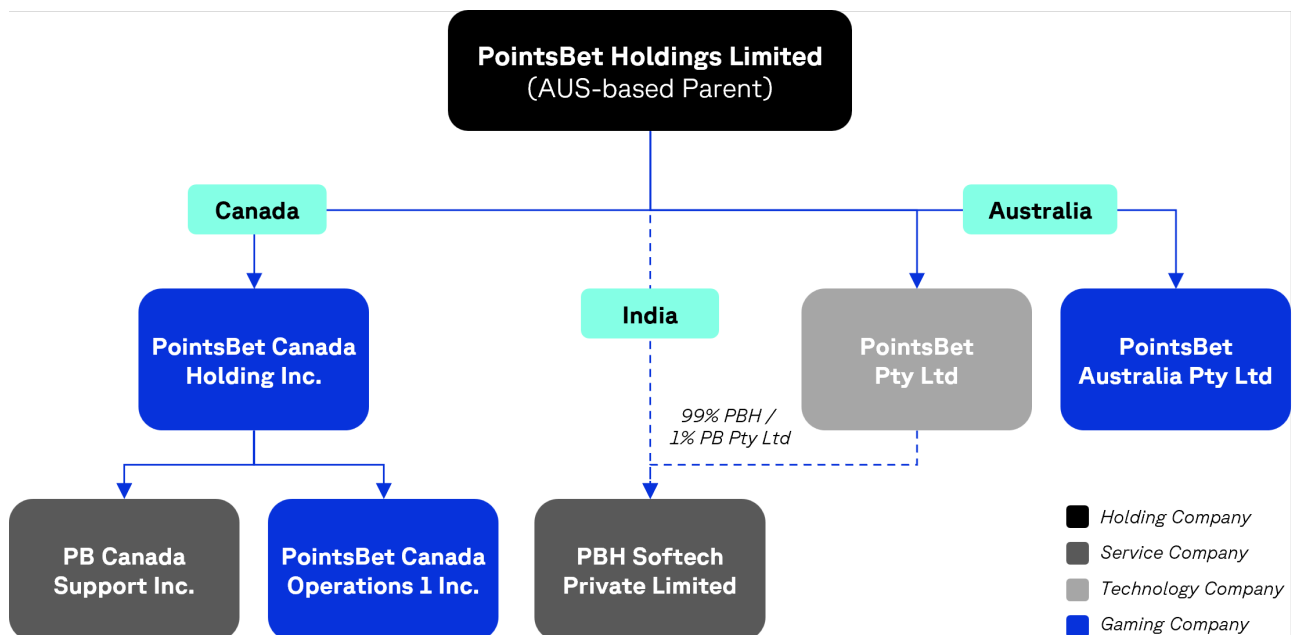 PointsBet Holdings Limited
(AUS-based Parent)
Canada
Australia
India
PointsBet Canada
Holding Inc.
PointsBet
Pty Ltd
PointsBet
Australia Pty Ltd
99% PBH /
1% PB Pty Ltd
PB Canada
Support Inc.
PointsBet Canada
Operations 1 Inc.
PBH Softech
Private Limited
Holding Company
Service Company
Technology Company
Gaming Company